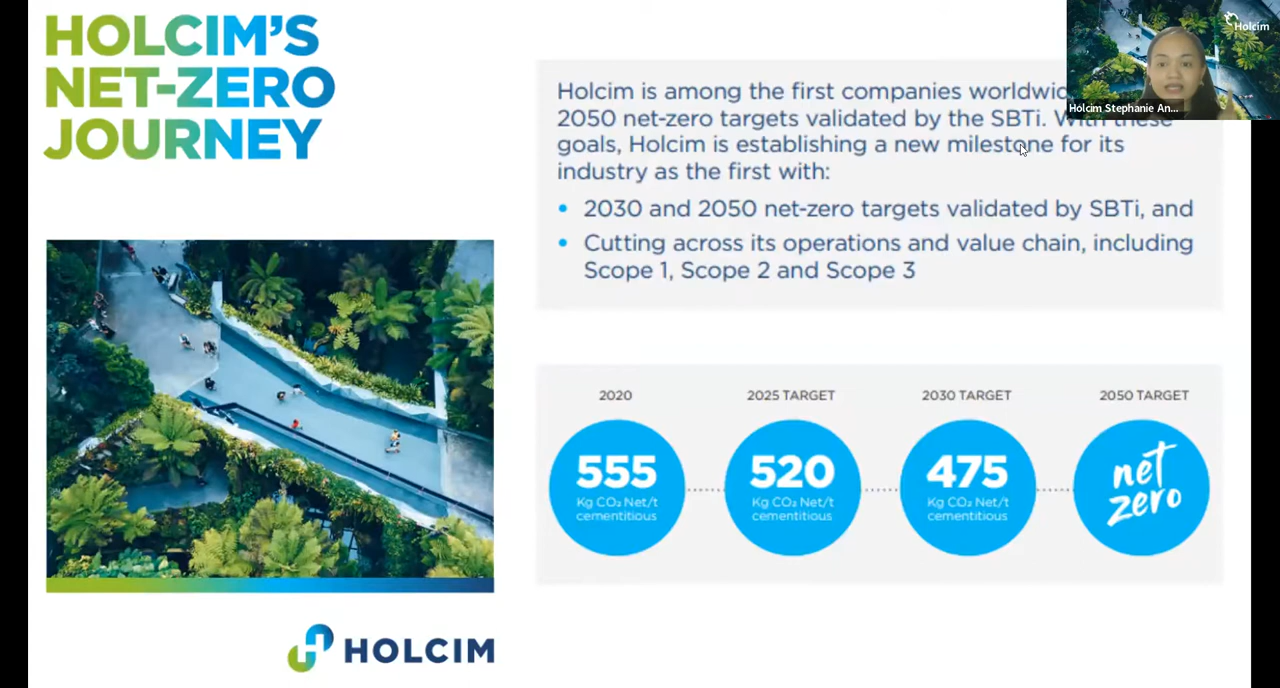 HOLCIM'S
NET-ZERO
JOURNEY
Holcim
Holcim Stephanie An...
Holcim is among the first companies
2050 net-zero targets validated by the SBTi. With these
goals, Holcim is establishing a new milestone for its
industry as the first with:
• 2030 and 2050 net-zero targets validated by SBTi, and
• Cutting across its operations and value chain, including
Scope 1, Scope 2 and Scope 3
2020
2025 TARGET
2030 TARGET
2050 TARGET
555
Kg CO₂ Net/t
cementitious
520
Kg CO₂ Net/t
cementitious
475
Kg CO₂ Net/t
cementitious
net
zero
HOLCIM